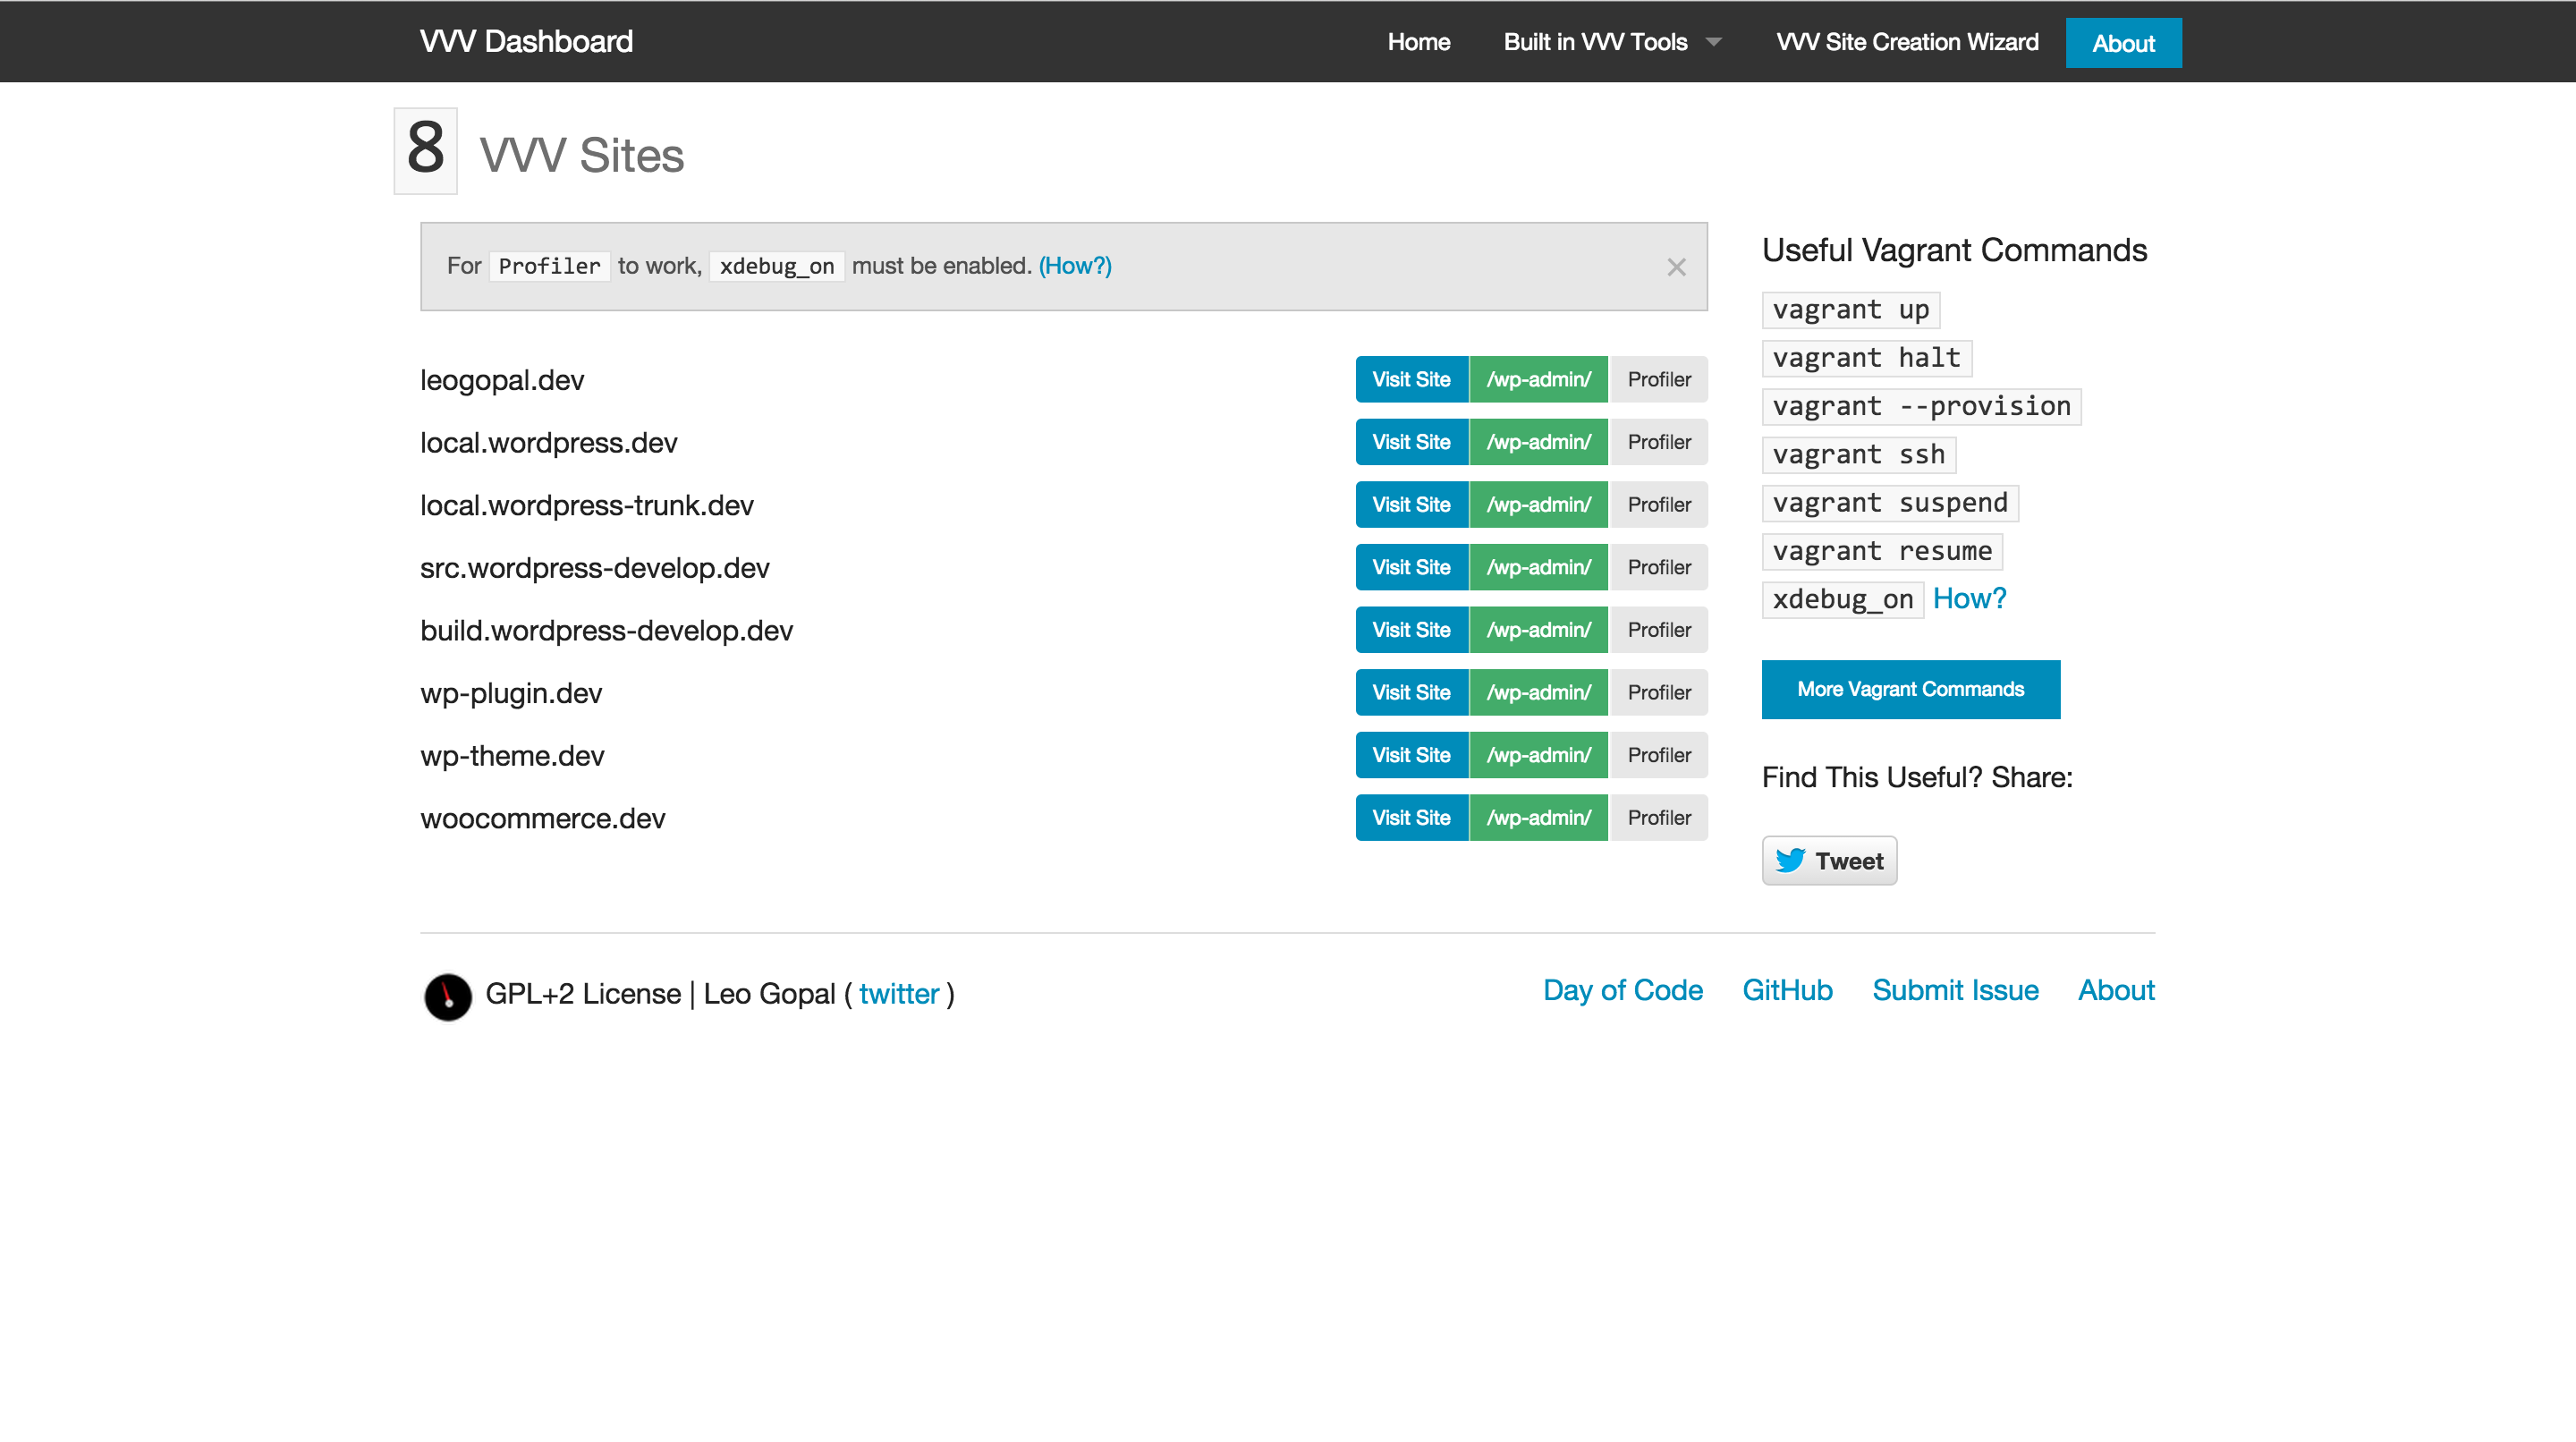 VVV Dashboard
Home Built in VVV Tools VVV Site Creation Wizard About
8 VVV Sites
For Profiler to work, xdebug_on must be enabled. (How?) ×
leogopal.dev Visit Site /wp-admin/ Profiler
local.wordpress.dev Visit Site /wp-admin/ Profiler
local.wordpress-trunk.dev Visit Site /wp-admin/ Profiler
src.wordpress-develop.dev Visit Site /wp-admin/ Profiler
build.wordpress-develop.dev Visit Site /wp-admin/ Profiler
wp-plugin.dev Visit Site /wp-admin/ Profiler
wp-theme.dev Visit Site /wp-admin/ Profiler
woocommerce.dev Visit Site /wp-admin/ Profiler
Useful Vagrant Commands
vagrant up
vagrant halt
vagrant --provision
vagrant ssh
vagrant suspend
vagrant resume
xdebug_on How?
More Vagrant Commands
Find This Useful? Share:
Tweet
GPL+2 License | Leo Gopal ( twitter )
Day of Code GitHub Submit Issue About